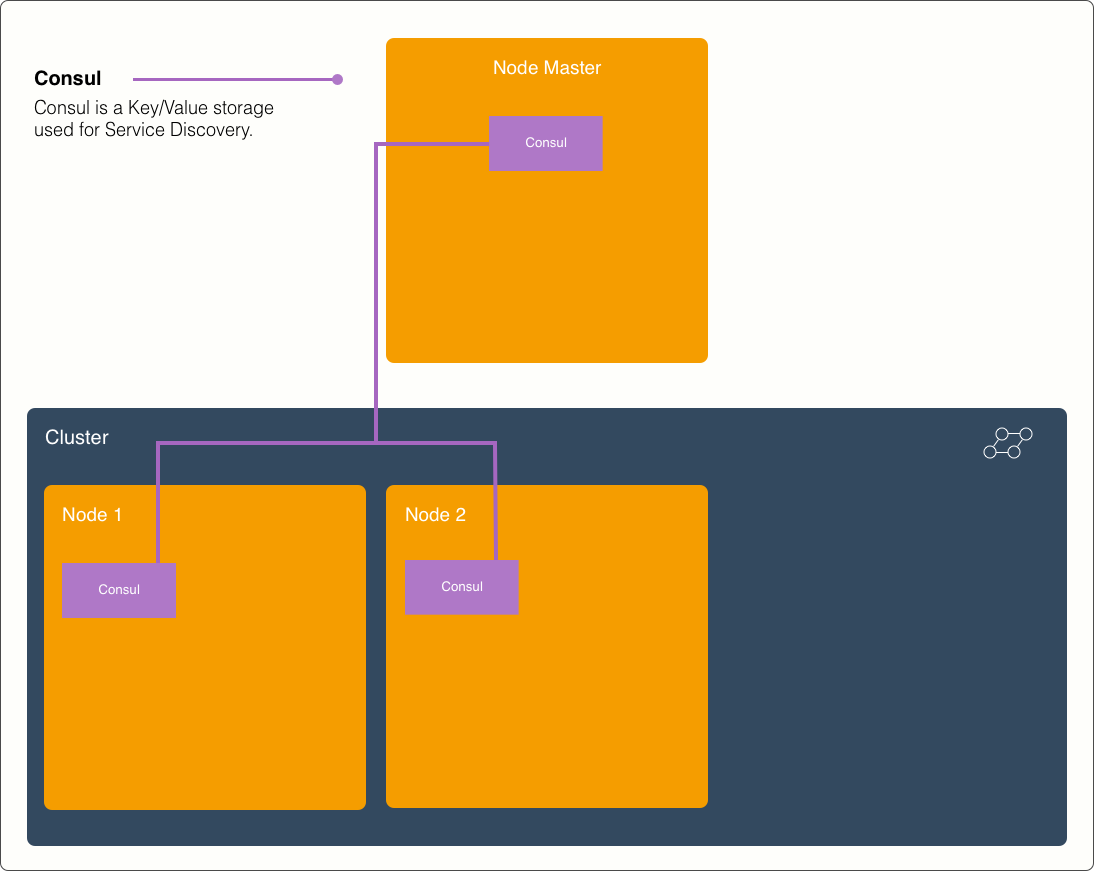 Node Master
Consul
Consul is a Key/Value storage
used for Service Discovery.
Consul
Cluster
Node 1
Node 2
Consul
Consul